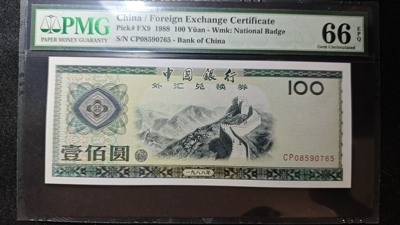 PMG
PAPER MONEY GUARANTY
China / Foreign Exchange Certificate
Pick# FX9 1988 100 Yüan - Wmk: National Badge
S/N CP08590765 - Bank of China
66 EPQ
Gem Uncirculated
中国银行
外汇兑换券
100
壹佰圆
CP08590765
一九八八年